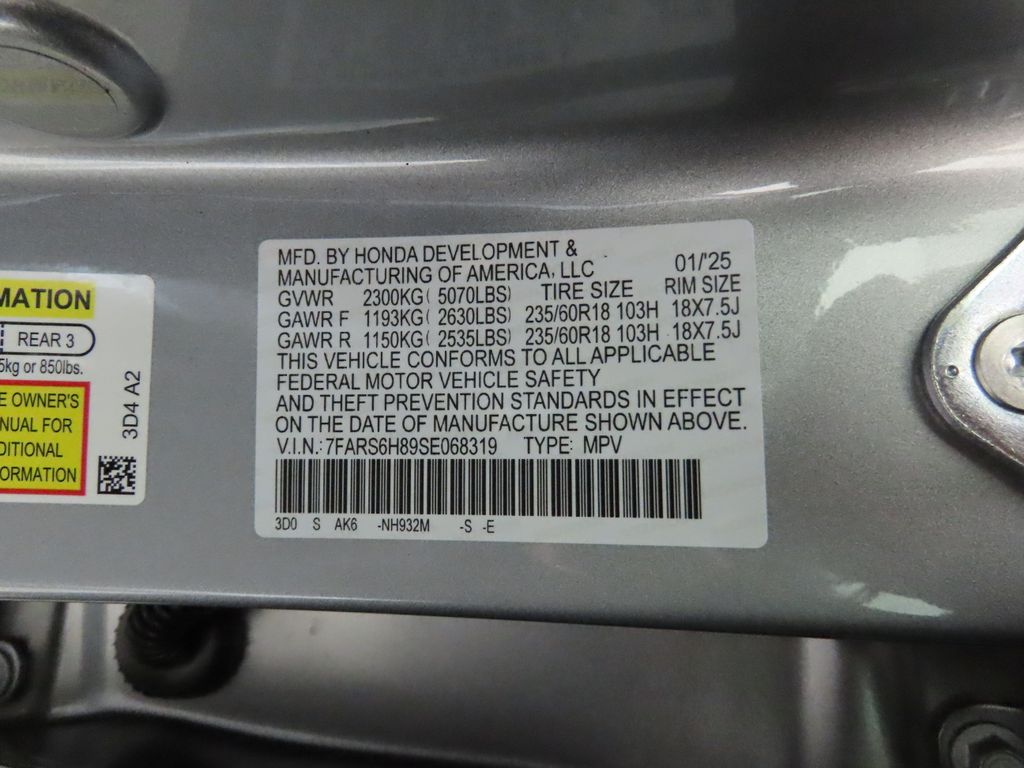 MFD. BY HONDA DEVELOPMENT &
MANUFACTURING OF AMERICA, LLC 01/'25
GVWR 2300KG( 5070LBS) TIRE SIZE RIM SIZE
GAWR F 1193KG( 2630LBS) 235/60R18 103H 18X7.5J
GAWR R 1150KG( 2535LBS) 235/60R18 103H 18X7.5J
THIS VEHICLE CONFORMS TO ALL APPLICABLE
FEDERAL MOTOR VEHICLE SAFETY
AND THEFT PREVENTION STANDARDS IN EFFECT
ON THE DATE OF MANUFACTURE SHOWN ABOVE.
V.I.N.:7FARS6H89SE068319 TYPE: MPV
3D0 S AK6 -NH932M -S -E
MATION
REAR 3
5kg or 850lbs.
E OWNER'S
NUAL FOR
DITIONAL
ORMATION
3D4 A2